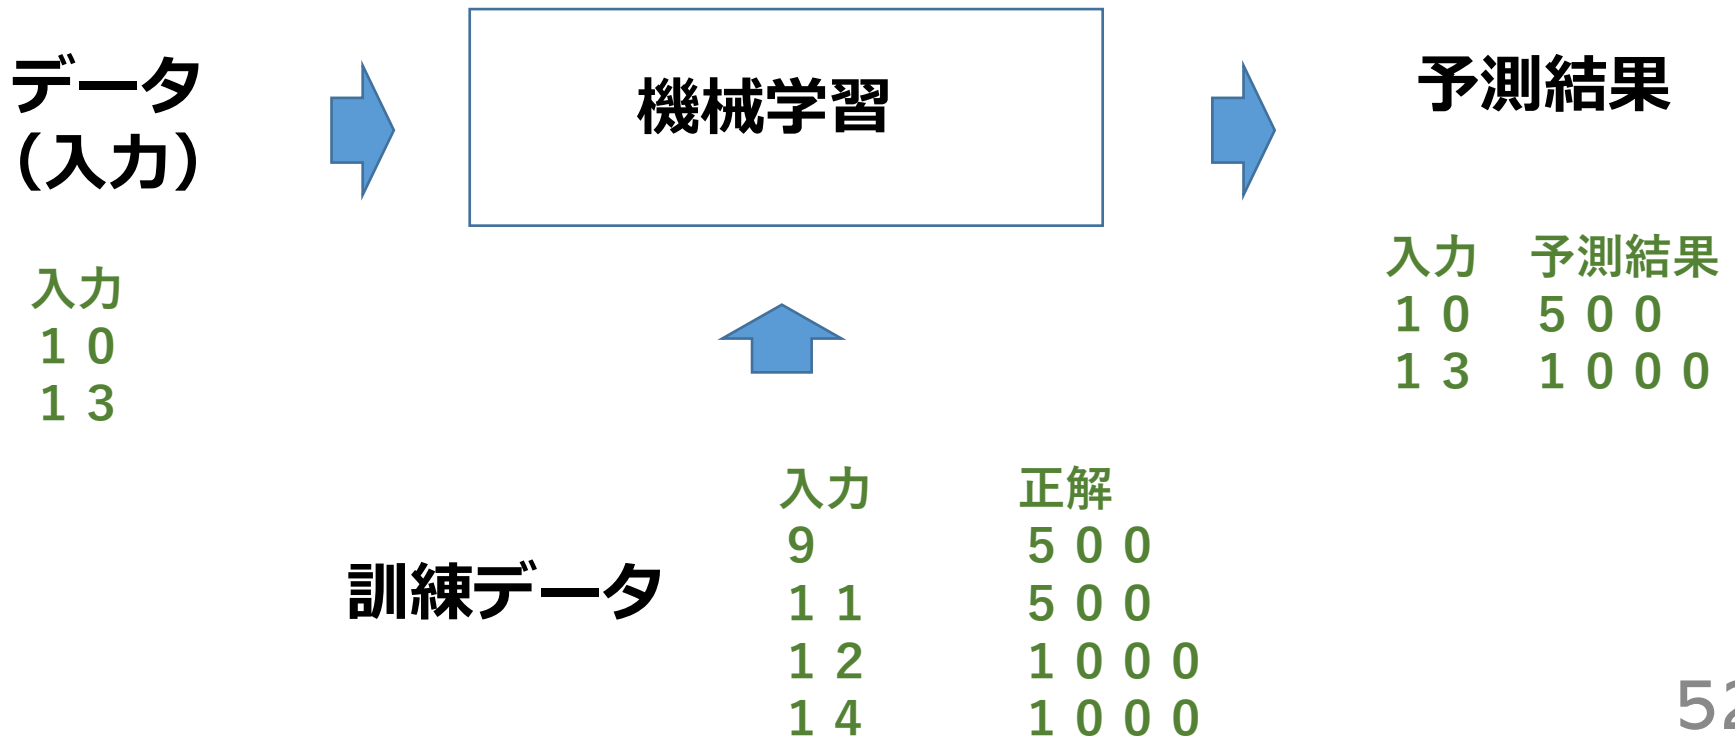 データ
（入力）
機械学習
予測結果
入力
１０
１３
入力 予測結果
１０ ５００
１３ １０００
訓練データ
入力 正解
９ ５００
１１ ５００
１２ １０００
１４ １０００
52